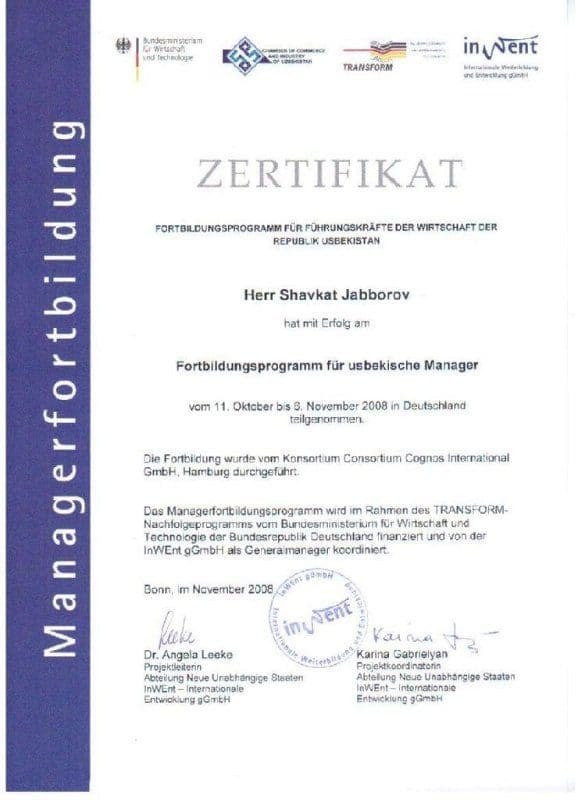 Bundesministerium
für Wirtschaft
und Technologie
CHAMBER OF COMMERCE
AND INDUSTRY
OF UZBEKISTAN
TRANSFORM
inWent
Internationale Weiterbildung
und Entwicklung gGmbH
Managerfortbildung
ZERTIFIKAT
FORTBILDUNGSPROGRAMM FÜR FÜHRUNGSKRÄFTE DER WIRTSCHAFT DER
REPUBLIK USBEKISTAN
Herr Shavkat Jabborov
hat mit Erfolg am
Fortbildungsprogramm für usbekische Manager
vom 11. Oktober bis 6. November 2008 in Deutschland
teilgenommen.
Die Fortbildung wurde vom Konsortium Consortium Cognos International
GmbH, Hamburg durchgeführt.
Das Managerfortbildungsprogramm wird im Rahmen des TRANSFORM-
Nachfolgeprogramms vom Bundesministerium für Wirtschaft und
Technologie der Bundesrepublik Deutschland finanziert und von der
InWEnt gGmbH als Generalmanager koordiniert.
Bonn, im November 2008
InWEnt gGmbH
inWent
Internationale Weiterbildung und
Leeke
Karina
Dr. Angela Leeke
Projektleiterin
Abteilung Neue Unabhängige Staaten
InWEnt – Internationale
Entwicklung gGmbH
Karina Gabrielyan
Projektkoordinatorin
Abteilung Neue Unabhängige Staaten
InWEnt – Internationale
Entwicklung gGmbH